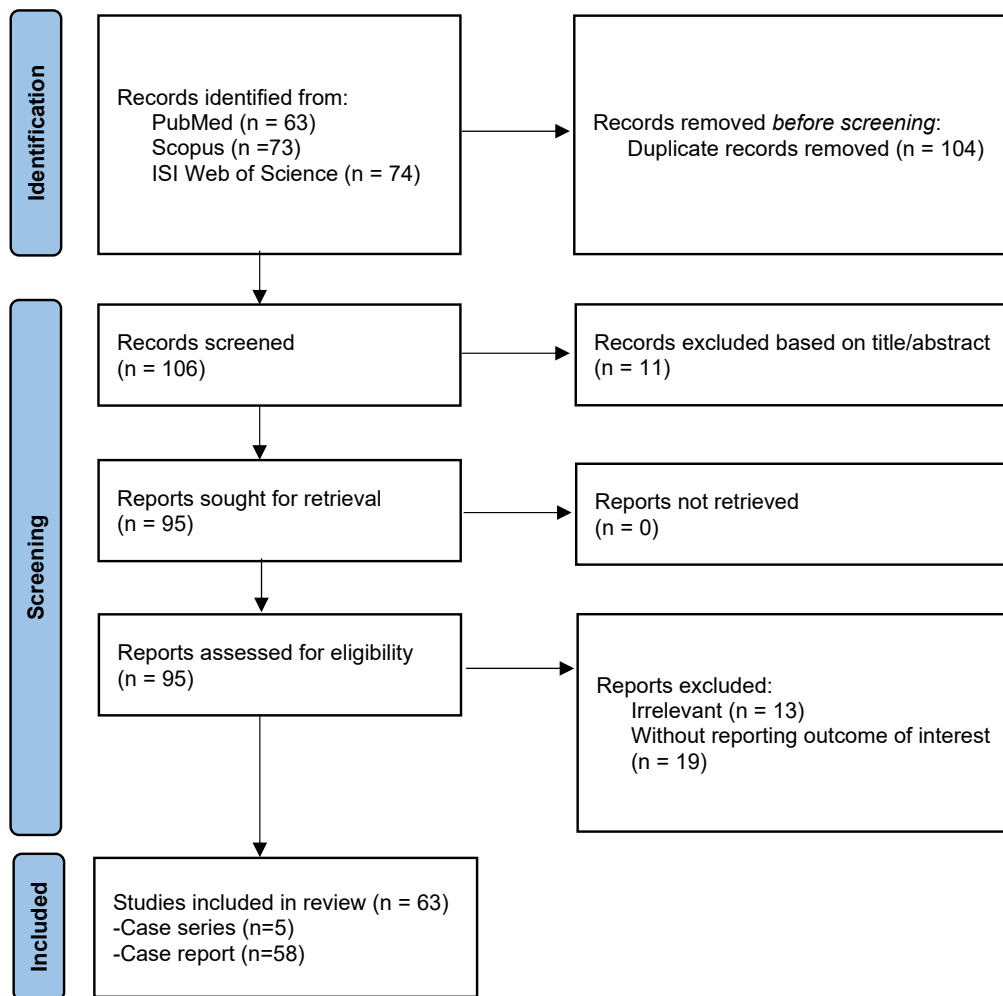 Identification
Records identified from:
PubMed (n = 63)
Scopus (n =73)
ISI Web of Science (n = 74)
Records removed before screening:
Duplicate records removed (n = 104)
Screening
Records screened
(n = 106)
Records excluded based on title/abstract
(n = 11)
Reports sought for retrieval
(n = 95)
Reports not retrieved
(n = 0)
Reports assessed for eligibility
(n = 95)
Reports excluded:
Irrelevant (n = 13)
Without reporting outcome of interest
(n = 19)
Included
Studies included in review (n = 63)
-Case series (n=5)
-Case report (n=58)